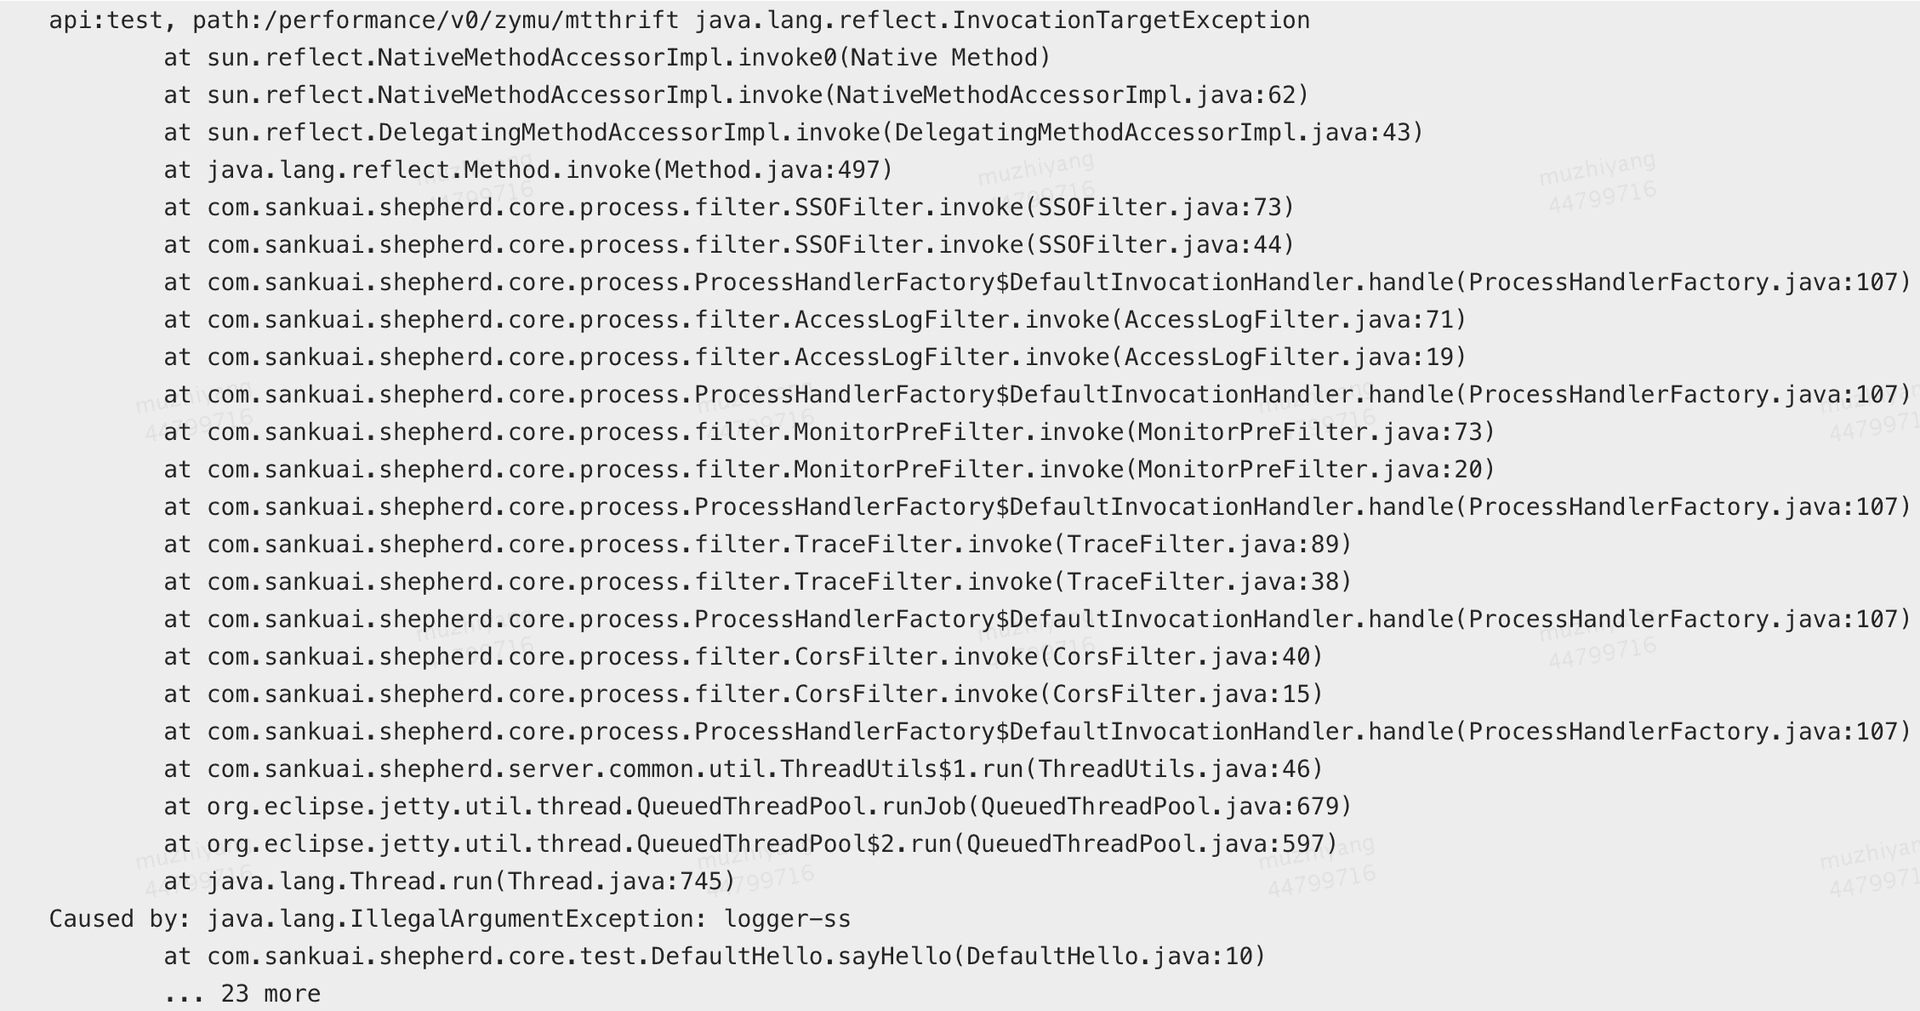 api:test, path:/performance/v0/zymu/mtthrift java.lang.reflect.InvocationTargetException
at sun.reflect.NativeMethodAccessorImpl.invoke0(Native Method)
at sun.reflect.NativeMethodAccessorImpl.invoke(NativeMethodAccessorImpl.java:62)
at sun.reflect.DelegatingMethodAccessorImpl.invoke(DelegatingMethodAccessorImpl.java:43)
at java.lang.reflect.Method.invoke(Method.java:497)
at com.sankuai.shepherd.core.process.filter.SSOFilter.invoke(SSOFilter.java:73)
at com.sankuai.shepherd.core.process.filter.SSOFilter.invoke(SSOFilter.java:44)
at com.sankuai.shepherd.core.process.ProcessHandlerFactory$DefaultInvocationHandler.handle(ProcessHandlerFactory.java:107)
at com.sankuai.shepherd.core.process.filter.AccessLogFilter.invoke(AccessLogFilter.java:71)
at com.sankuai.shepherd.core.process.filter.AccessLogFilter.invoke(AccessLogFilter.java:19)
at com.sankuai.shepherd.core.process.ProcessHandlerFactory$DefaultInvocationHandler.handle(ProcessHandlerFactory.java:107)
at com.sankuai.shepherd.core.process.filter.MonitorPreFilter.invoke(MonitorPreFilter.java:73)
at com.sankuai.shepherd.core.process.filter.MonitorPreFilter.invoke(MonitorPreFilter.java:20)
at com.sankuai.shepherd.core.process.ProcessHandlerFactory$DefaultInvocationHandler.handle(ProcessHandlerFactory.java:107)
at com.sankuai.shepherd.core.process.filter.TraceFilter.invoke(TraceFilter.java:89)
at com.sankuai.shepherd.core.process.filter.TraceFilter.invoke(TraceFilter.java:38)
at com.sankuai.shepherd.core.process.ProcessHandlerFactory$DefaultInvocationHandler.handle(ProcessHandlerFactory.java:107)
at com.sankuai.shepherd.core.process.filter.CorsFilter.invoke(CorsFilter.java:40)
at com.sankuai.shepherd.core.process.filter.CorsFilter.invoke(CorsFilter.java:15)
at com.sankuai.shepherd.core.process.ProcessHandlerFactory$DefaultInvocationHandler.handle(ProcessHandlerFactory.java:107)
at com.sankuai.shepherd.server.common.util.ThreadUtils$1.run(ThreadUtils.java:46)
at org.eclipse.jetty.util.thread.QueuedThreadPool.runJob(QueuedThreadPool.java:679)
at org.eclipse.jetty.util.thread.QueuedThreadPool$2.run(QueuedThreadPool.java:597)
at java.lang.Thread.run(Thread.java:745)
Caused by: java.lang.IllegalArgumentException: logger-ss
at com.sankuai.shepherd.core.test.DefaultHello.sayHello(DefaultHello.java:10)
... 23 more
muzhiyang
44799716